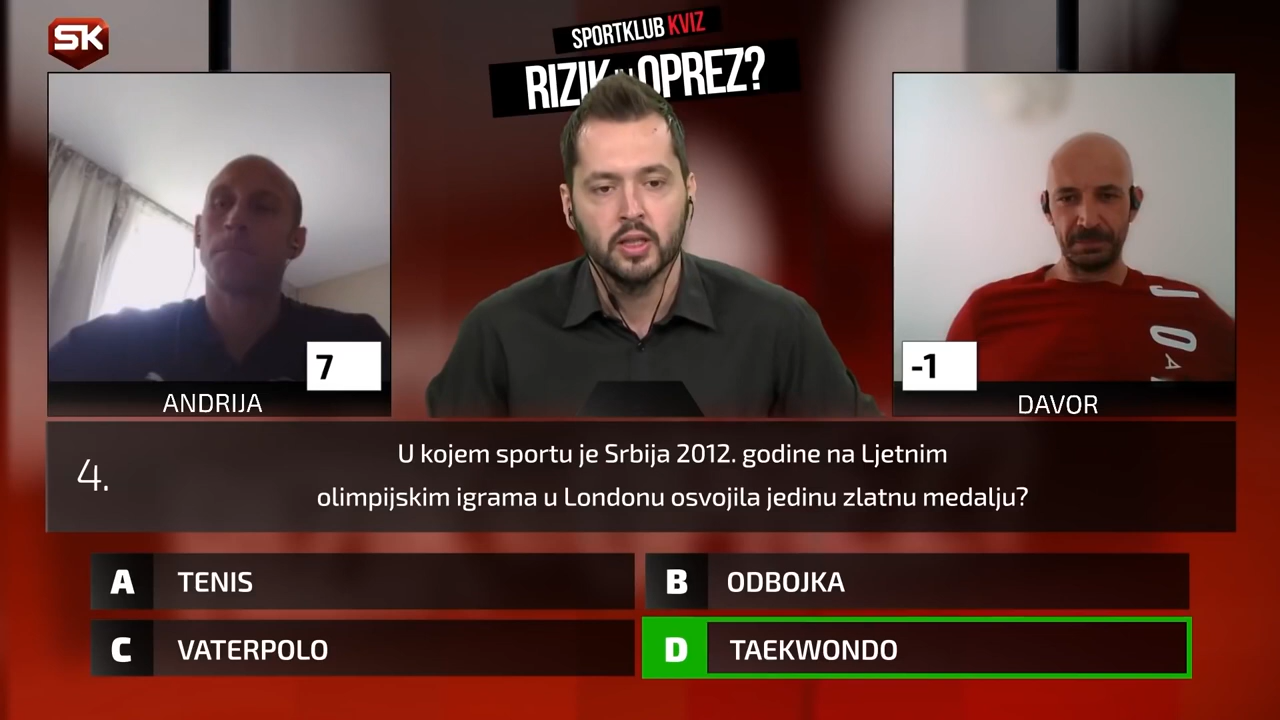 SK
SPORTKLUB KVIZ
RIZIK OPREZ?
7
-1
ANDRIJA
DAVOR
4.
U kojem sportu je Srbija 2012. godine na Ljetnim
olimpijskim igrama u Londonu osvojila jedinu zlatnu medalju?
A TENIS
B ODBOJKA
C VATERPOLO
D TAEKWONDO